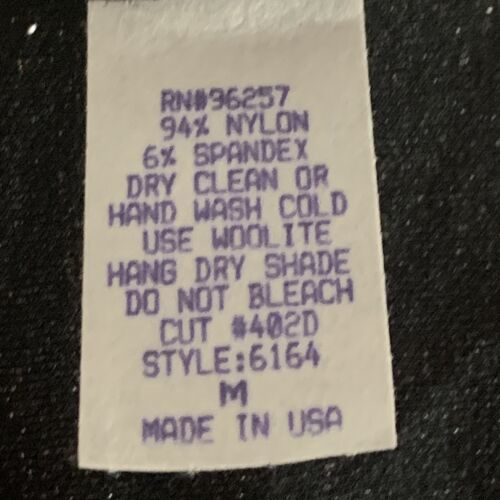 RN#96257
94% NYLON
6% SPANDEX
DRY CLEAN OR
HAND WASH COLD
USE WOOLITE
HANG DRY SHADE
DO NOT BLEACH
CUT #402D
STYLE:6164
M
MADE IN USA